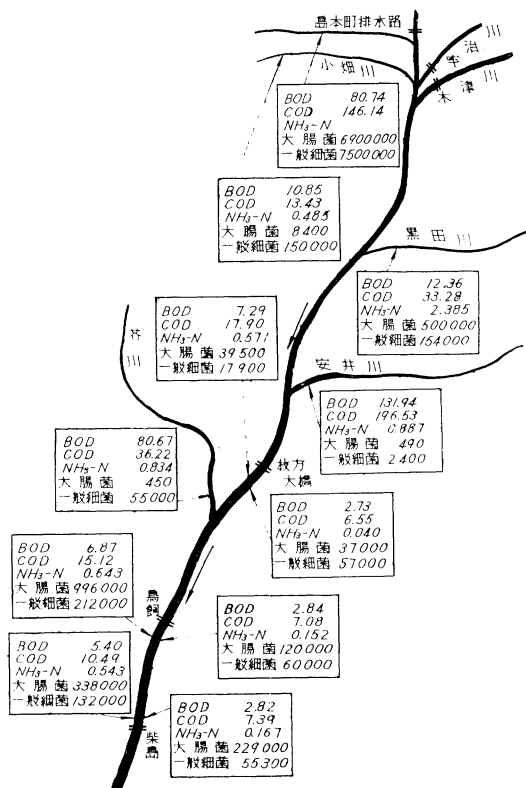 島本町排水路
小畑川
宇治川
木津川
BOD 80.74
COD 146.14
NH₃-N
大腸菌 6900000
一般細菌 7500000
BOD 10.85
COD 13.43
NH₃-N 0.485
大腸菌 8400
一般細菌 150000
黒田川
BOD 12.36
COD 33.28
NH₃-N 2.385
大腸菌 500000
一般細菌 154000
BOD 7.29
COD 17.90
NH₃-N 0.571
大腸菌 39500
一般細菌 17900
芥川
安井川
BOD 131.94
COD 196.53
NH₃-N 0.887
大腸菌 490
一般細菌 2400
BOD 80.67
COD 36.22
NH₃-N 0.834
大腸菌 450
一般細菌 55000
枚方
大橋
BOD 2.73
COD 6.55
NH₃-N 0.040
大腸菌 37000
一般細菌 57000
BOD 6.87
COD 15.12
NH₃-N 0.643
大腸菌 996000
一般細菌 212000
鳥飼
BOD 2.84
COD 7.08
NH₃-N 0.152
大腸菌 120000
一般細菌 60000
BOD 5.40
COD 10.49
NH₃-N 0.543
大腸菌 338000
一般細菌 132000
柴島
BOD 2.82
COD 7.39
NH₃-N 0.167
大腸菌 229000
一般細菌 55300